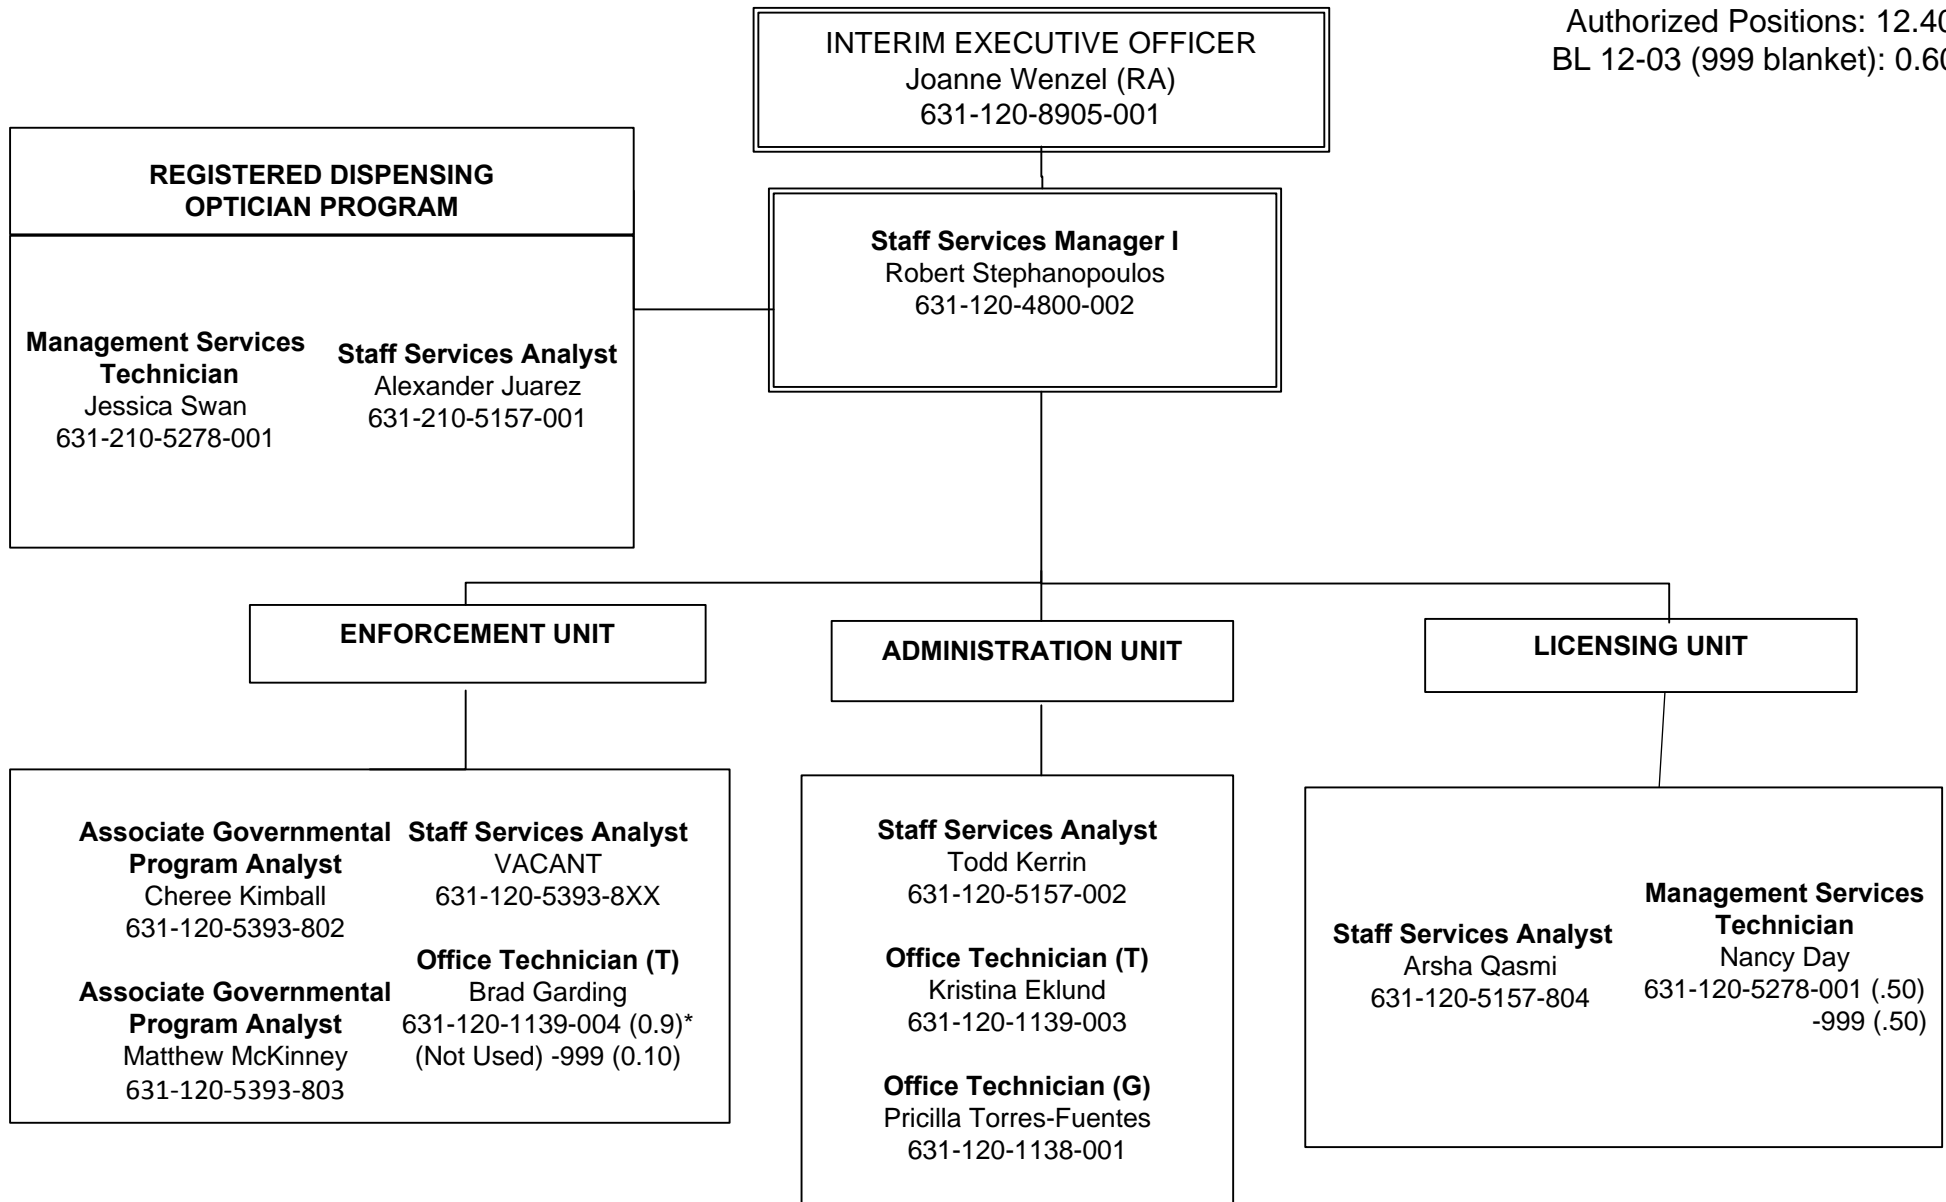 Authorized Positions: 12.40
BL 12-03 (999 blanket): 0.60
INTERIM EXECUTIVE OFFICER
Joanne Wenzel (RA)
631-120-8905-001
REGISTERED DISPENSING
OPTICIAN PROGRAM
Management Services
Technician
Jessica Swan
631-210-5278-001
Staff Services Analyst
Alexander Juarez
631-210-5157-001
Staff Services Manager I
Robert Stephanopoulos
631-120-4800-002
ENFORCEMENT UNIT
ADMINISTRATION UNIT
LICENSING UNIT
Associate Governmental
Program Analyst
Cheree Kimball
631-120-5393-802
Associate Governmental
Program Analyst
Matthew McKinney
631-120-5393-803
Staff Services Analyst
VACANT
631-120-5393-8XX
Office Technician (T)
Brad Garding
631-120-1139-004 (0.9)*
(Not Used) -999 (0.10)
Staff Services Analyst
Todd Kerrin
631-120-5157-002
Office Technician (T)
Kristina Eklund
631-120-1139-003
Office Technician (G)
Pricilla Torres-Fuentes
631-120-1138-001
Staff Services Analyst
Arsha Qasmi
631-120-5157-804
Management Services
Technician
Nancy Day
631-120-5278-001 (.50)
-999 (.50)